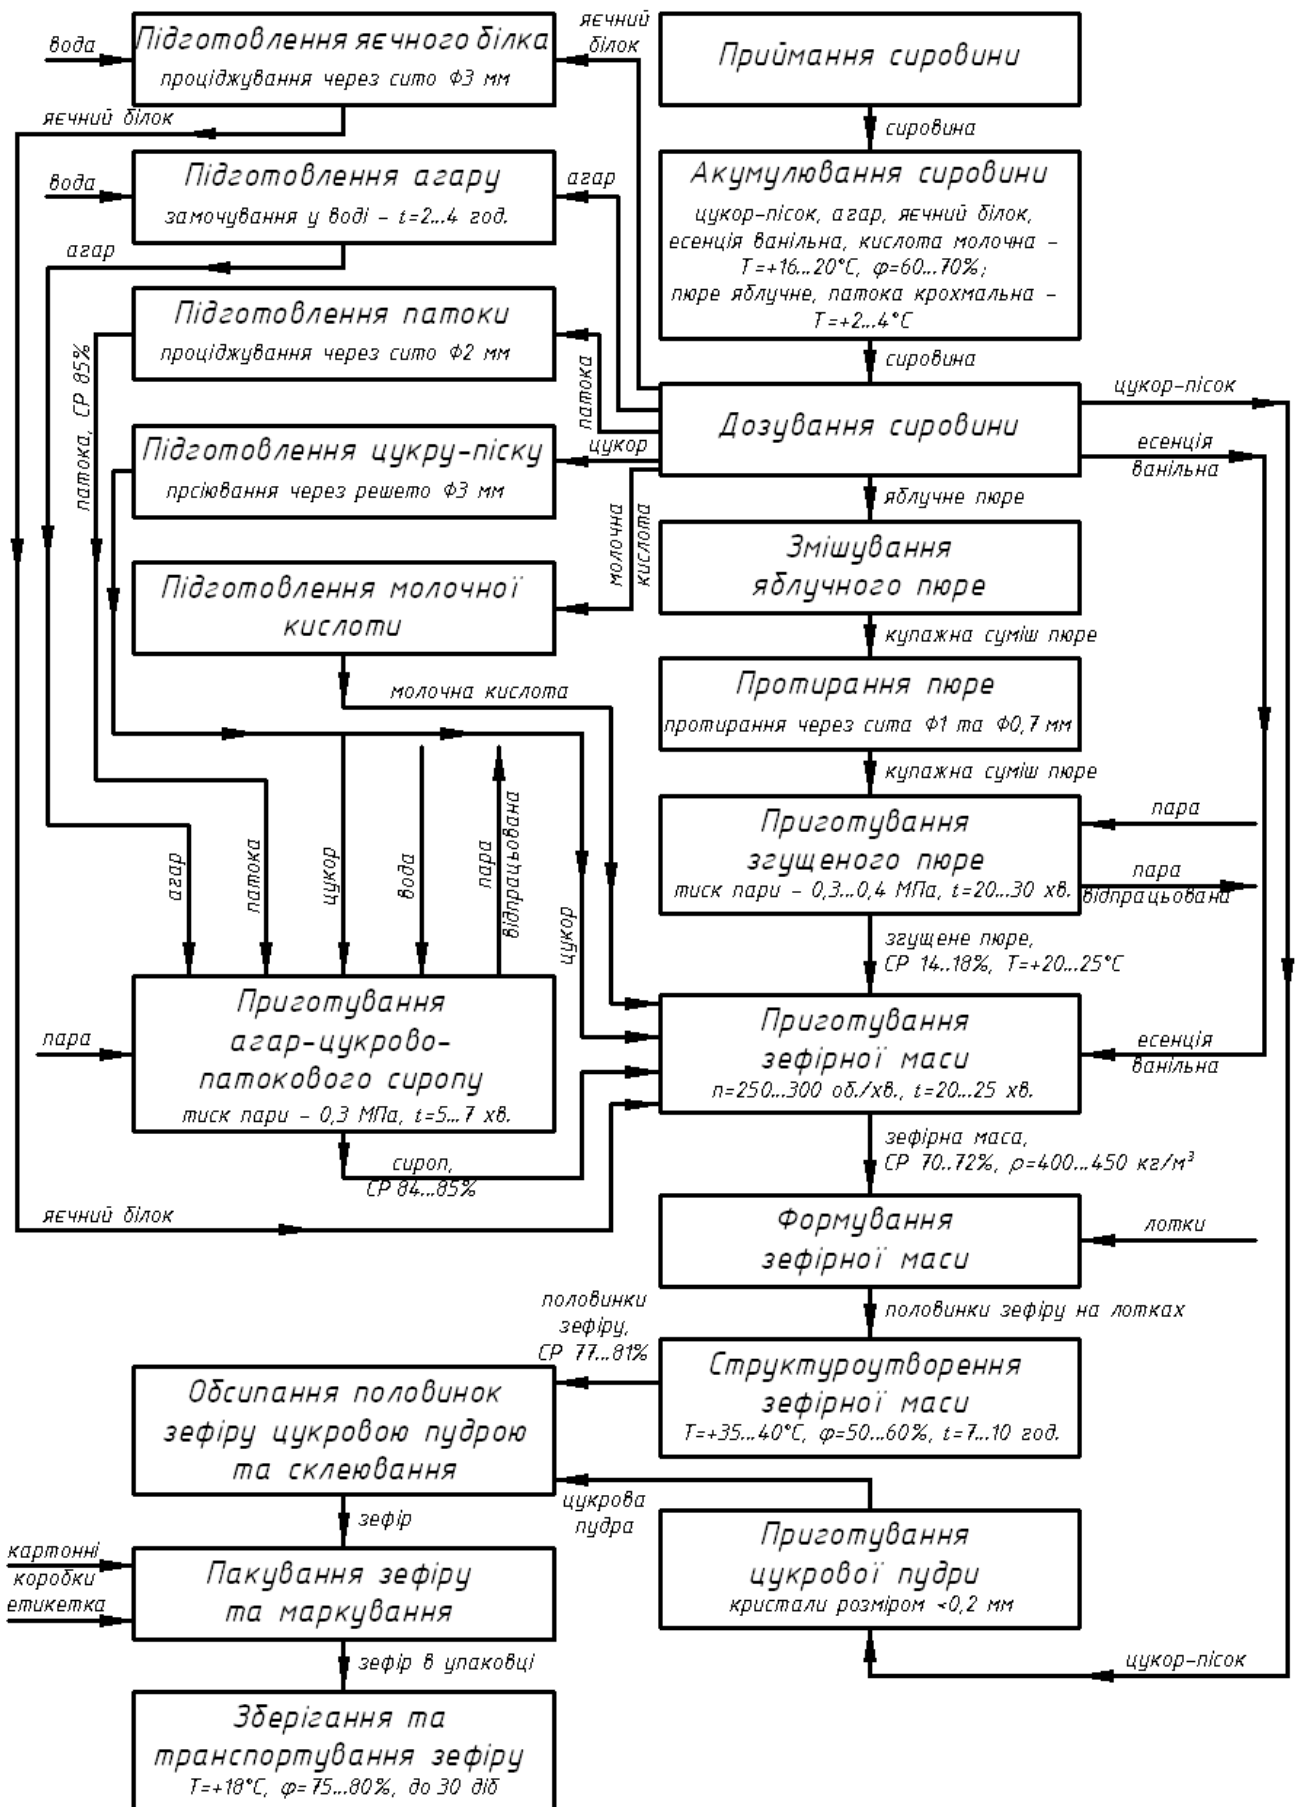 Підготовлення яєчного білка
проціджування через сито Ф3 мм
вода
яєчний
білок
яєчний білок
Приймання сировини
сировина
Підготовлення агару
замочування у воді – t=2...4 год.
вода
агар
агар
Акумулювання сировини
цукор-пісок, агар, яєчний білок,
есенція ванільна, кислота молочна –
T=+16...20°C, φ=60...70%;
пюре яблучне, патока крохмальна –
T=+2...4°C
сировина
Підготовлення патоки
проціджування через сито Ф2 мм
патока
патока, СР 85%
Дозування сировини
цукор-пісок
есенція
ванільна
Підготовлення цукру-піску
прсіювання через решето Ф3 мм
цукор
яблучне пюре
молочна
кислота
Підготовлення молочної
кислоти
молочна кислота
Змішування
яблучного пюре
купажна суміш пюре
Протирання пюре
протирання через сита Ф1 та Ф0,7 мм
купажна суміш пюре
Приготування
згущеного пюре
тиск пари – 0,3...0,4 МПа, t=20...30 хв.
пара
пара
відпрацьована
згущене пюре,
СР 14..18%, T=+20...25°C
агар
патока
цукор
вода
пара
відпрацьована
цукор
Приготування
агар-цукрово-
патокового сиропу
тиск пари – 0,3 МПа, t=5...7 хв.
пара
сироп,
СР 84...85%
яєчний білок
Приготування
зефірної маси
n=250...300 об./хв., t=20...25 хв.
есенція
ванільна
зефірна маса,
СР 70..72%, ρ=400...450 кг/м³
Формування
зефірної маси
лотки
половинки зефіру на лотках
Структуроутворення
зефірної маси
T=+35...40°C, φ=50...60%, t=7...10 год.
половинки
зефіру,
СР 77...81%
Обсипання половинок
зефіру цукровою пудрою
та склеювання
цукрова
пудра
Приготування
цукрової пудри
кристали розміром <0,2 мм
цукор-пісок
зефір
Пакування зефіру
та маркування
картонні
коробки
етикетка
зефір в упаковці
Зберігання та
транспортування зефіру
T=+18°C, φ=75...80%, до 30 діб